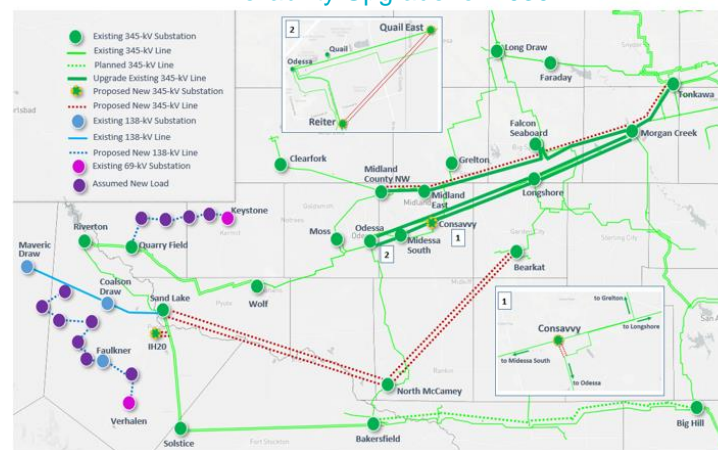 Existing 345-kV Substation
Existing 345-kV Line
Planned 345-kV Line
Upgrade Existing 345-kV Line
Proposed New 345-kV Substation
Proposed New 345-kV Line
Existing 138-kV Substation
Existing 138-kV Line
Proposed New 138-kV Line
Existing 69-kV Substation
Assumed New Load
2
Quail East
Quail
Odessa
Reiter
Long Draw
Faraday
Tonkawa
Falcon
Seaboard
Morgan Creek
Clearfork
Grelton
Midland
County NW
Midland
East
Longshore
Keystone
Riverton
Quarry Field
Moss
Odessa
Consavvy
1
Midessa
South
2
Maveric
Draw
Coalson
Draw
Sand Lake
Wolf
Bearkat
IH20
Faulkner
Verhalen
North McCamey
1
to Grelton
Consavvy
to Longshore
to Midessa South
to Odessa
Solstice
Fort Stockton
Bakersfield
Big Hill